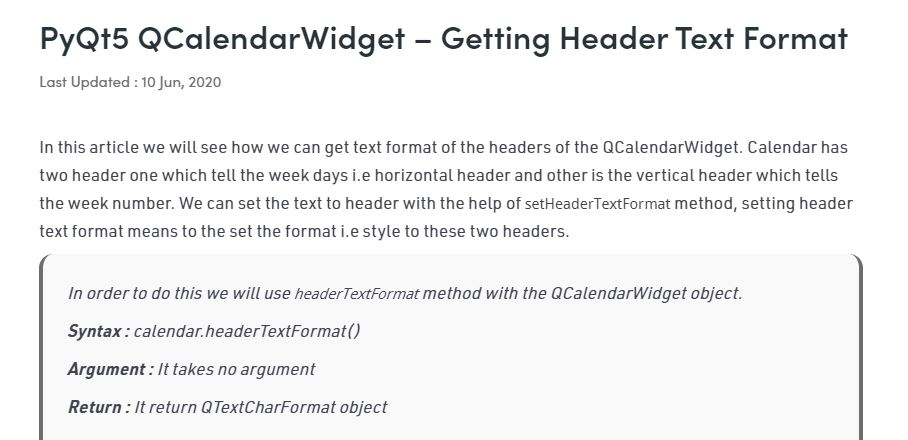 PyQt5 QCalendarWidget – Getting Header Text Format
Last Updated : 10 Jun, 2020
In this article we will see how we can get text format of the headers of the QCalendarWidget. Calendar has
two header one which tell the week days i.e horizontal header and other is the vertical header which tells
the week number. We can set the text to header with the help of setHeaderTextFormat method, setting header
text format means to the set the format i.e style to these two headers.
In order to do this we will use headerTextFormat method with the QCalendarWidget object.
Syntax : calendar.headerTextFormat()
Argument : It takes no argument
Return : It return QTextCharFormat object